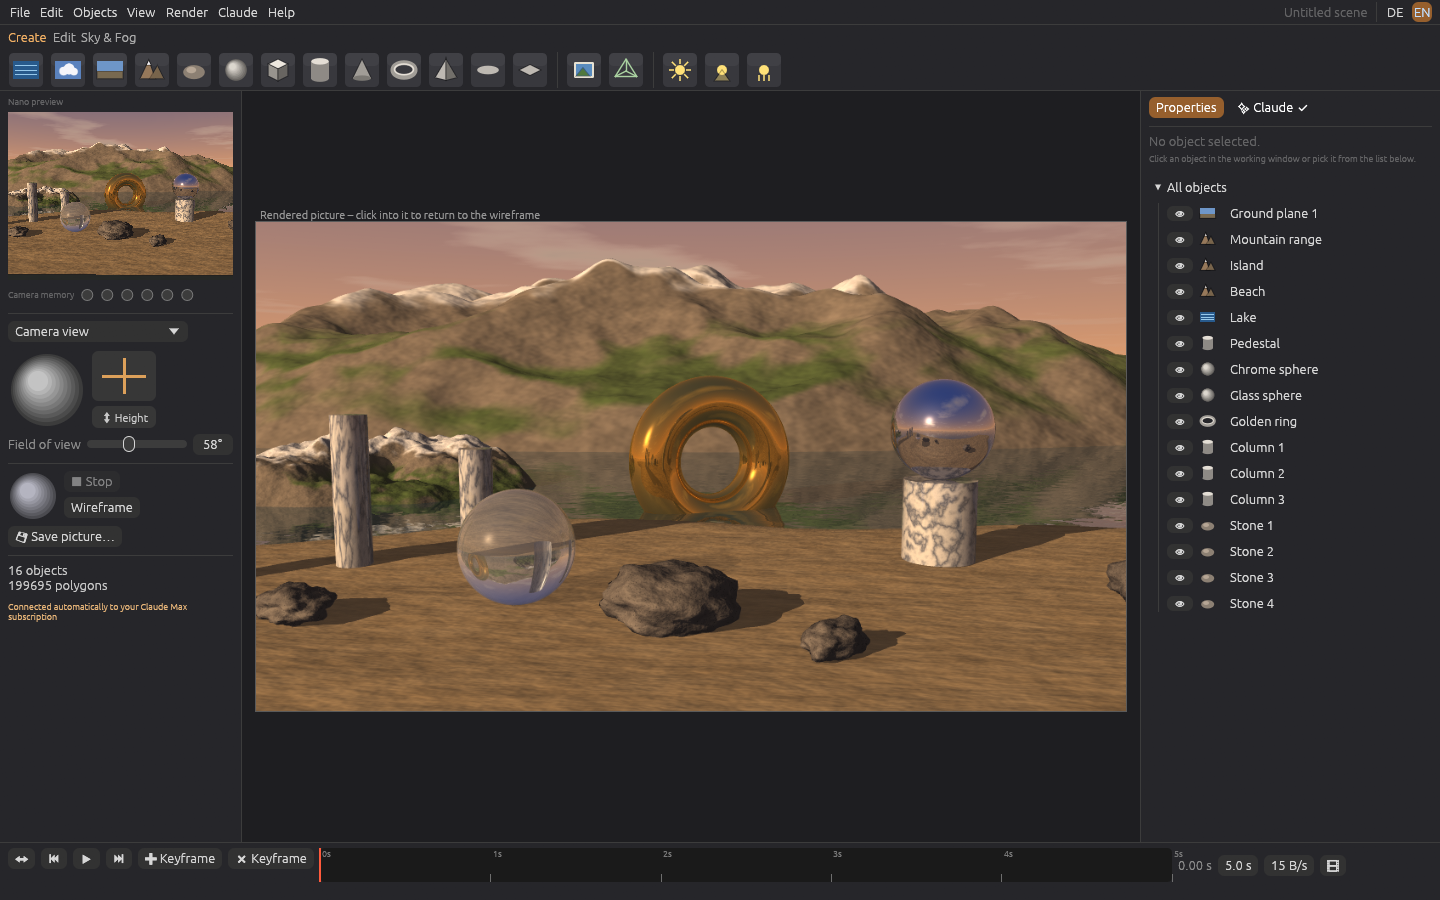 File Edit Objects View Render Claude Help
Untitled scene DE EN
Create Edit Sky & Fog
Nano preview
Camera memory
Camera view
Height
Field of view 58°
Stop
Wireframe
Save picture...
16 objects
199695 polygons
Connected automatically to your Claude Max
subscription
Rendered picture – click into it to return to the wireframe
Properties Claude
No object selected.
Click an object in the working window or pick it from the list below.
All objects
Ground plane 1
Mountain range
Island
Beach
Lake
Pedestal
Chrome sphere
Glass sphere
Golden ring
Column 1
Column 2
Column 3
Stone 1
Stone 2
Stone 3
Stone 4
Keyframe Keyframe
0s 1s 2s 3s 4s 5s
0.00 s 5.0 s 15 B/s